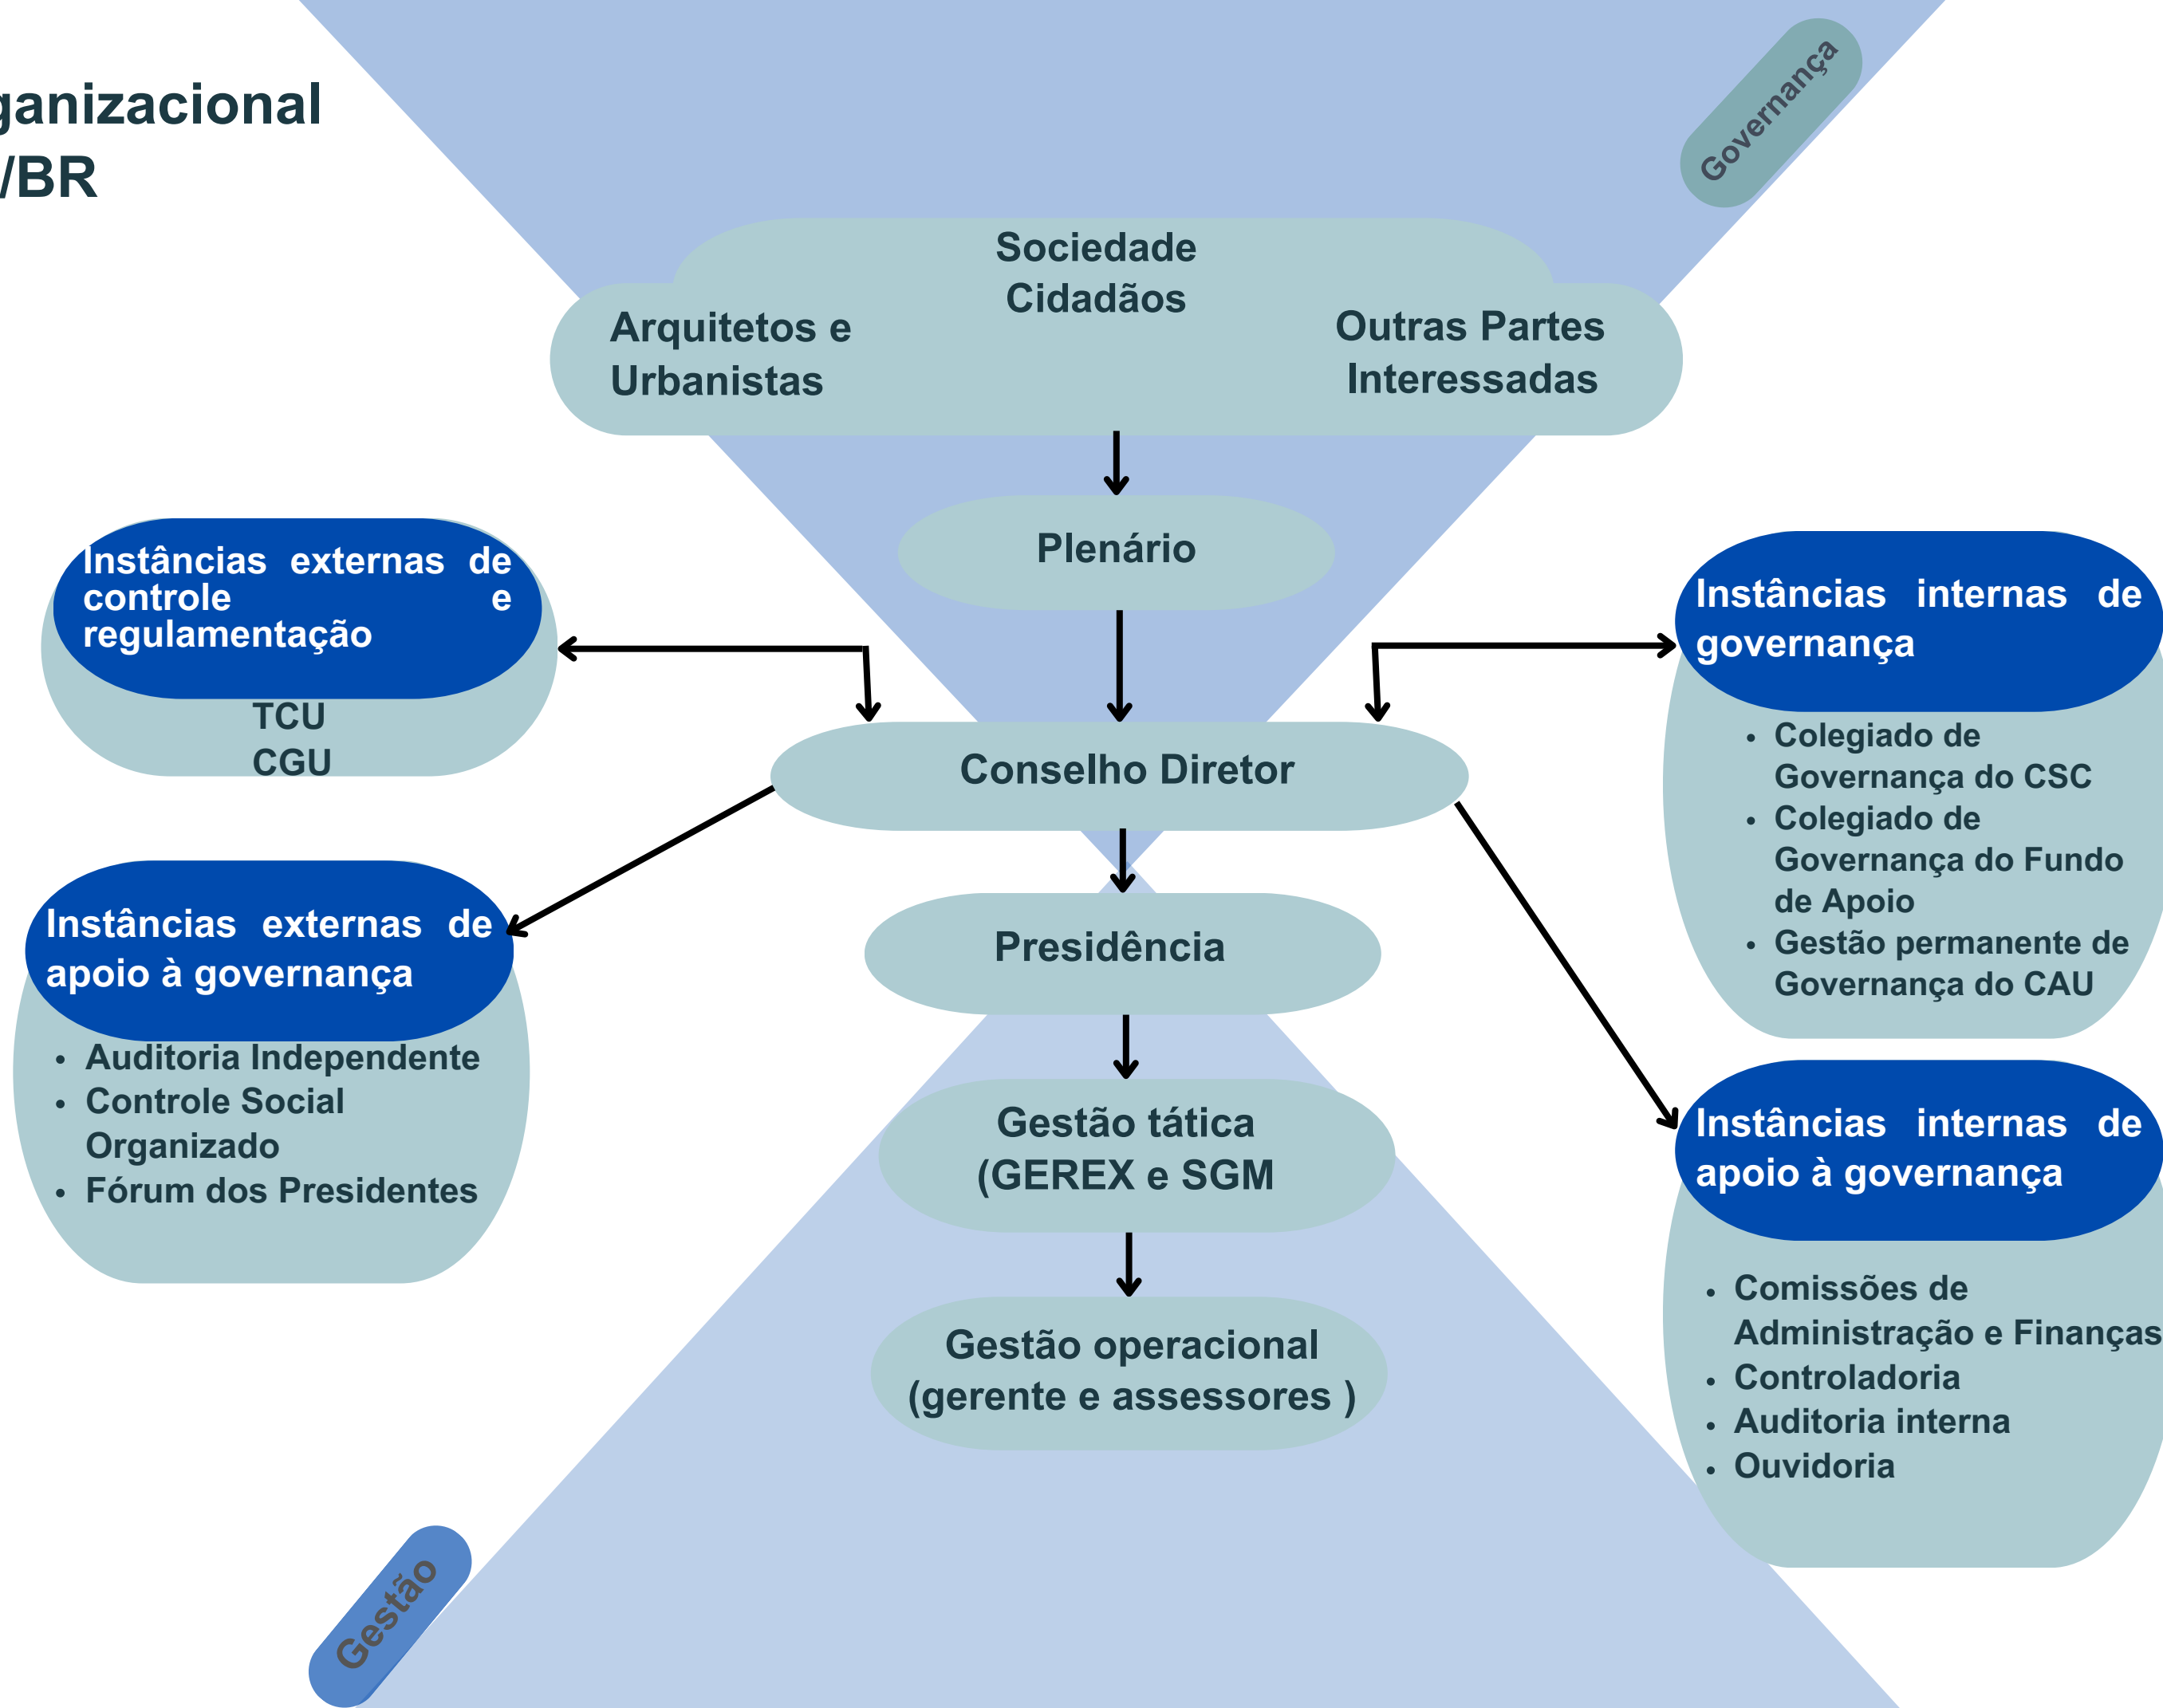 ganizacional
/BR
Governança
Sociedade
Cidadãos
Arquitetos e
Urbanistas
Outras Partes
Interessadas
Plenário
Instâncias externas de
controle e
regulamentação
TCU
CGU
Instâncias internas de
governança
• Colegiado de
Governança do CSC
• Colegiado de
Governança do Fundo
de Apoio
• Gestão permanente de
Governança do CAU
Conselho Diretor
Instâncias externas de
apoio à governança
• Auditoria Independente
• Controle Social
Organizado
• Fórum dos Presidentes
Presidência
Gestão tática
(GEREX e SGM
Instâncias internas de
apoio à governança
• Comissões de
Administração e Finanças
• Controladoria
• Auditoria interna
• Ouvidoria
Gestão operacional
(gerente e assessores )
Gestão